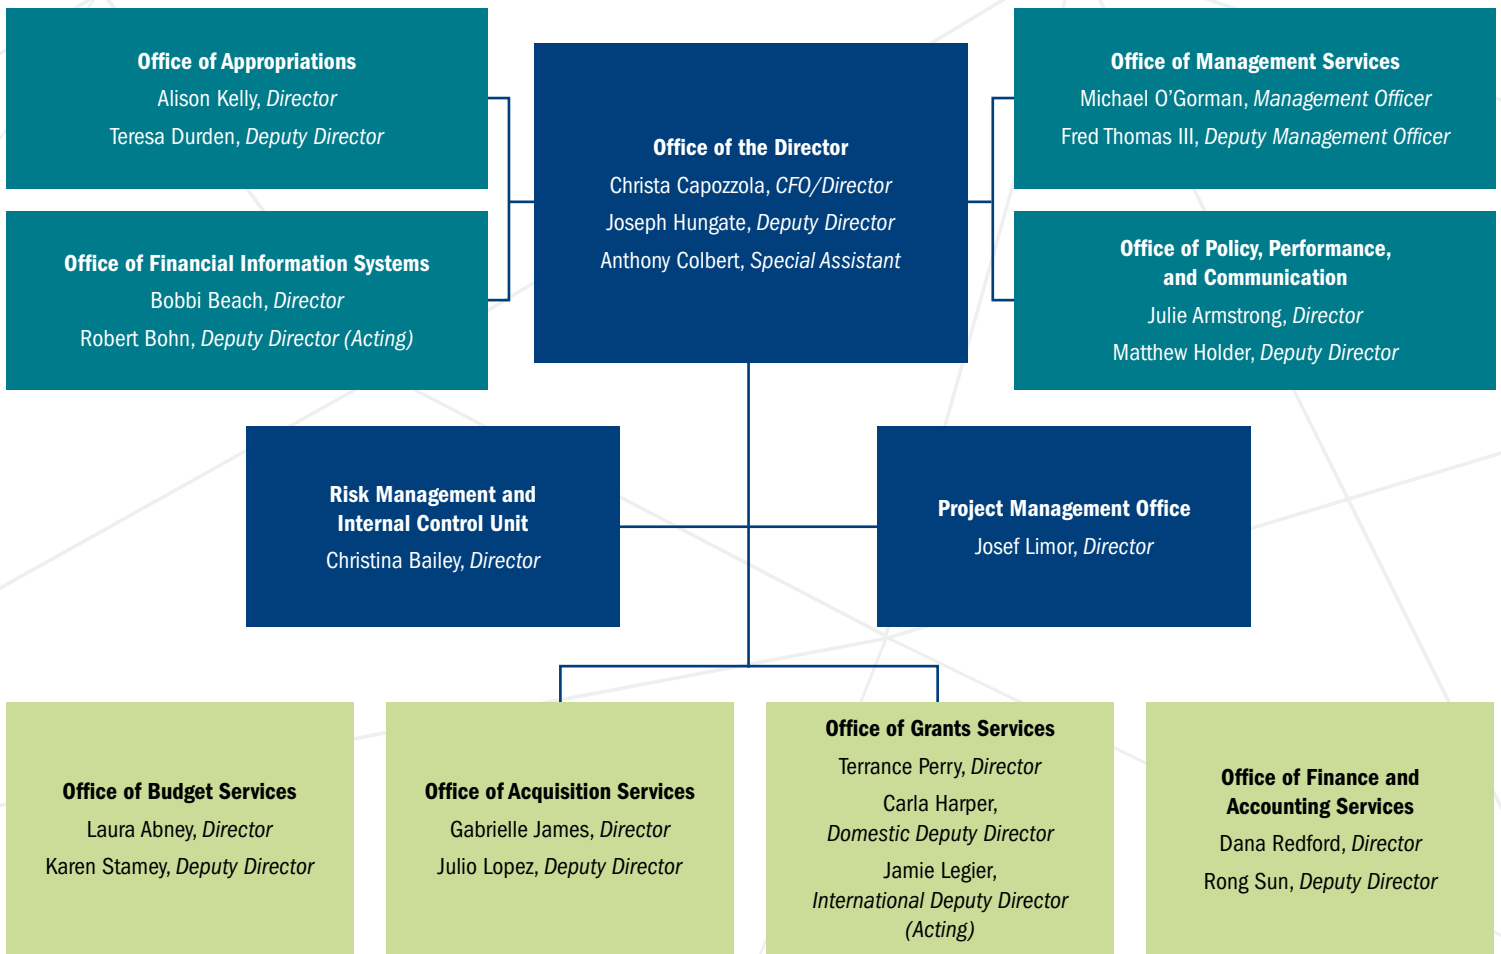 Office of Appropriations
Alison Kelly, Director
Teresa Durden, Deputy Director
Office of Financial Information Systems
Bobbi Beach, Director
Robert Bohn, Deputy Director (Acting)
Office of the Director
Christa Capozzola, CFO/Director
Joseph Hungate, Deputy Director
Anthony Colbert, Special Assistant
Office of Management Services
Michael O’Gorman, Management Officer
Fred Thomas III, Deputy Management Officer
Office of Policy, Performance,
and Communication
Julie Armstrong, Director
Matthew Holder, Deputy Director
Risk Management and
Internal Control Unit
Christina Bailey, Director
Project Management Office
Josef Limor, Director
Office of Budget Services
Laura Abney, Director
Karen Stamey, Deputy Director
Office of Acquisition Services
Gabrielle James, Director
Julio Lopez, Deputy Director
Office of Grants Services
Terrance Perry, Director
Carla Harper,
Domestic Deputy Director
Jamie Legier,
International Deputy Director
(Acting)
Office of Finance and
Accounting Services
Dana Redford, Director
Rong Sun, Deputy Director